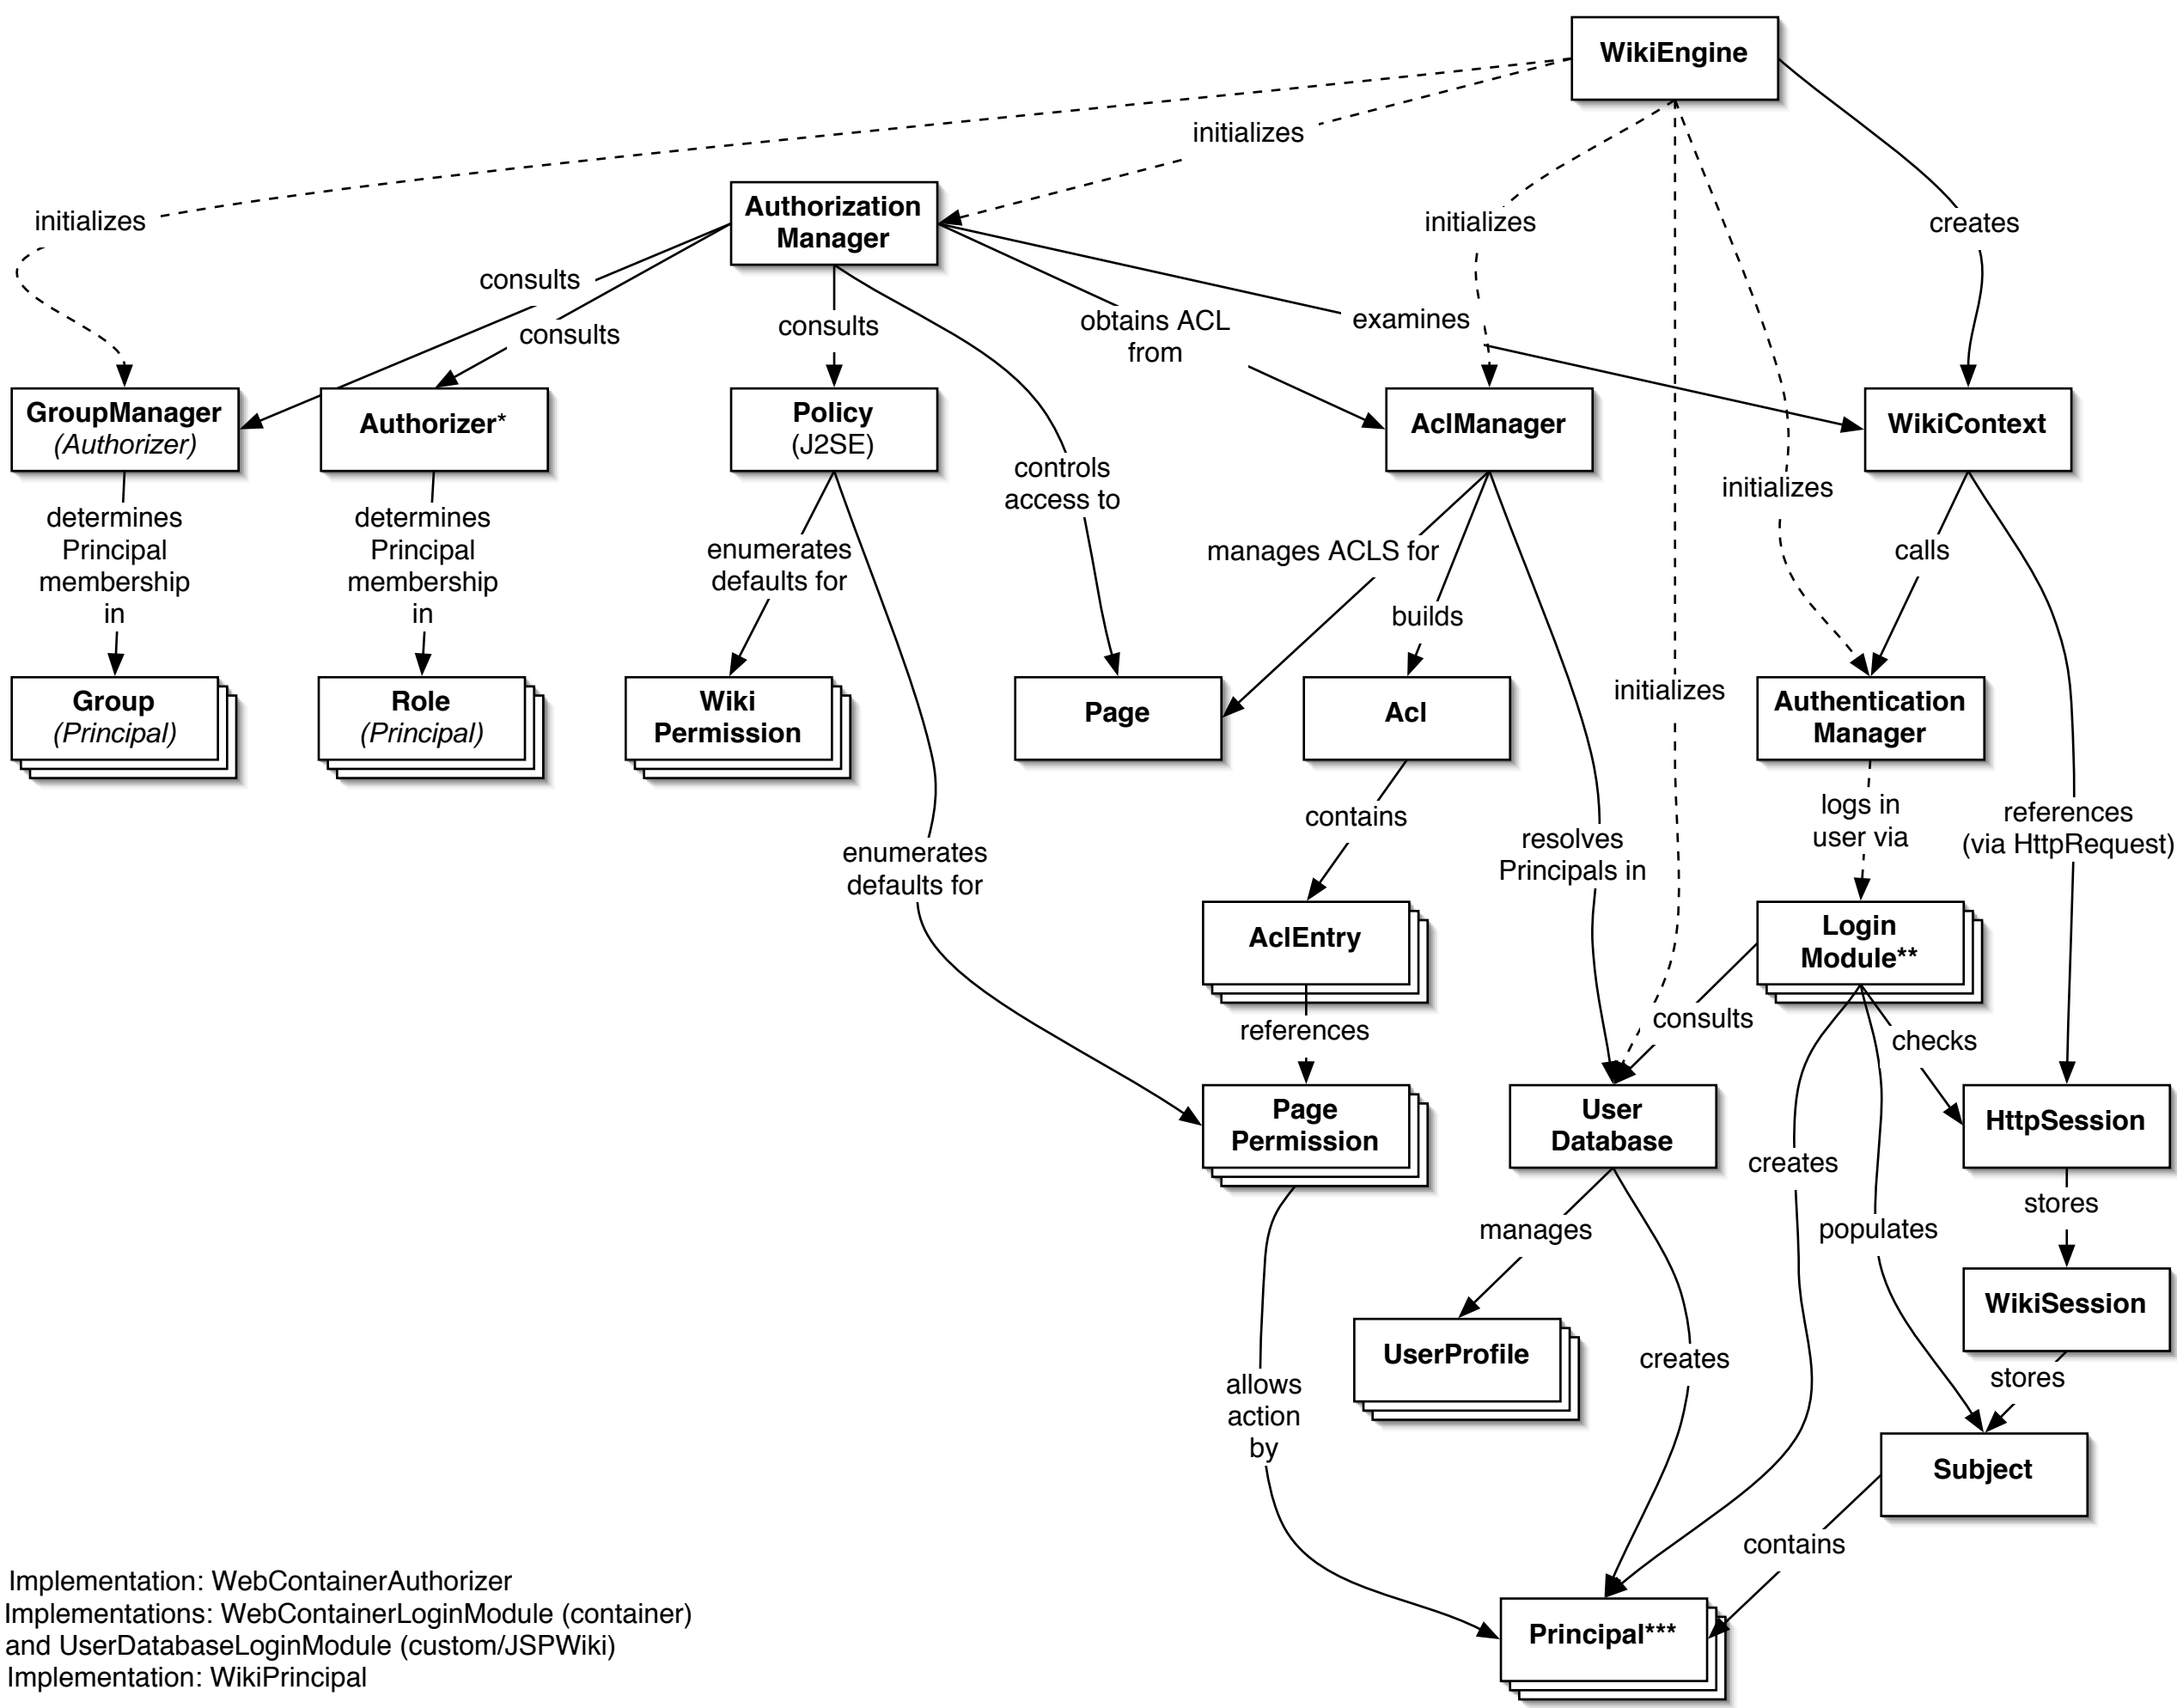 WikiEngine
initializes
Authorization
Manager
initializes
initializes
creates
consults
consults
consults
obtains ACL
from
examines
GroupManager
(Authorizer)
Authorizer*
Policy
(J2SE)
AclManager
WikiContext
controls
access to
initializes
determines
Principal
membership
in
determines
Principal
membership
in
enumerates
defaults for
manages ACLS for
calls
builds
Group
(Principal)
Role
(Principal)
Wiki
Permission
Page
Acl
initializes
Authentication
Manager
contains
logs in
user via
references
(via HttpRequest)
enumerates
defaults for
resolves
Principals in
AclEntry
Login
Module**
references
consults
checks
Page
Permission
User
Database
HttpSession
creates
stores
manages
populates
WikiSession
UserProfile
creates
stores
allows
action
by
Subject
contains
Principal***
Implementation: WebContainerAuthorizer
Implementations: WebContainerLoginModule (container)
and UserDatabaseLoginModule (custom/JSPWiki)
Implementation: WikiPrincipal